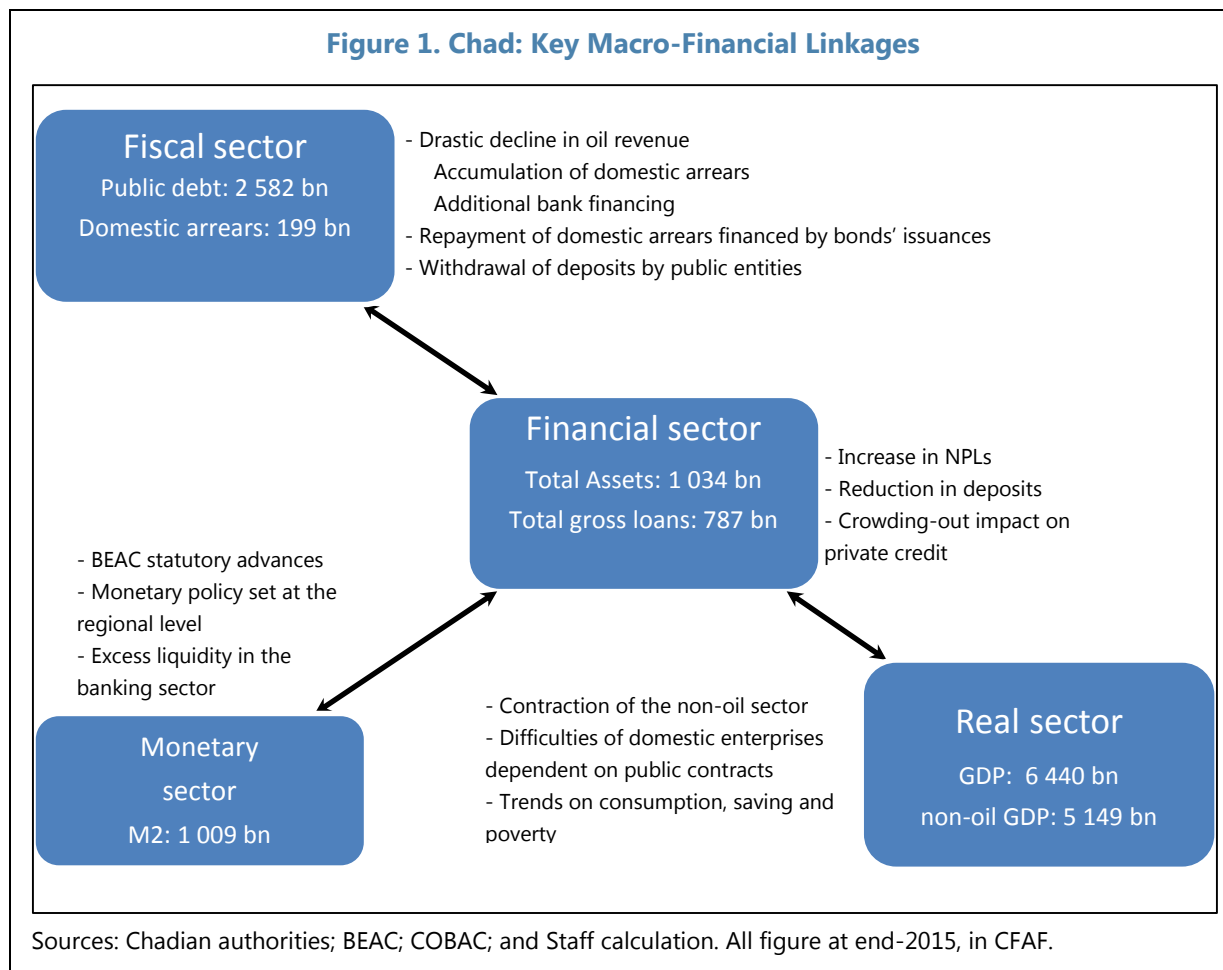 Figure 1. Chad: Key Macro-Financial Linkages
Fiscal sector
Public debt: 2 582 bn
Domestic arrears: 199 bn
- Drastic decline in oil revenue
Accumulation of domestic arrears
Additional bank financing
- Repayment of domestic arrears financed by bonds’ issuances
- Withdrawal of deposits by public entities
Financial sector
Total Assets: 1 034 bn
Total gross loans: 787 bn
- Increase in NPLs
- Reduction in deposits
- Crowding-out impact on
private credit
- BEAC statutory advances
- Monetary policy set at the
regional level
- Excess liquidity in the
banking sector
Monetary
sector
M2: 1 009 bn
- Contraction of the non-oil sector
- Difficulties of domestic enterprises
dependent on public contracts
- Trends on consumption, saving and
poverty
Real sector
GDP: 6 440 bn
non-oil GDP: 5 149 bn
Sources: Chadian authorities; BEAC; COBAC; and Staff calculation. All figure at end-2015, in CFAF.